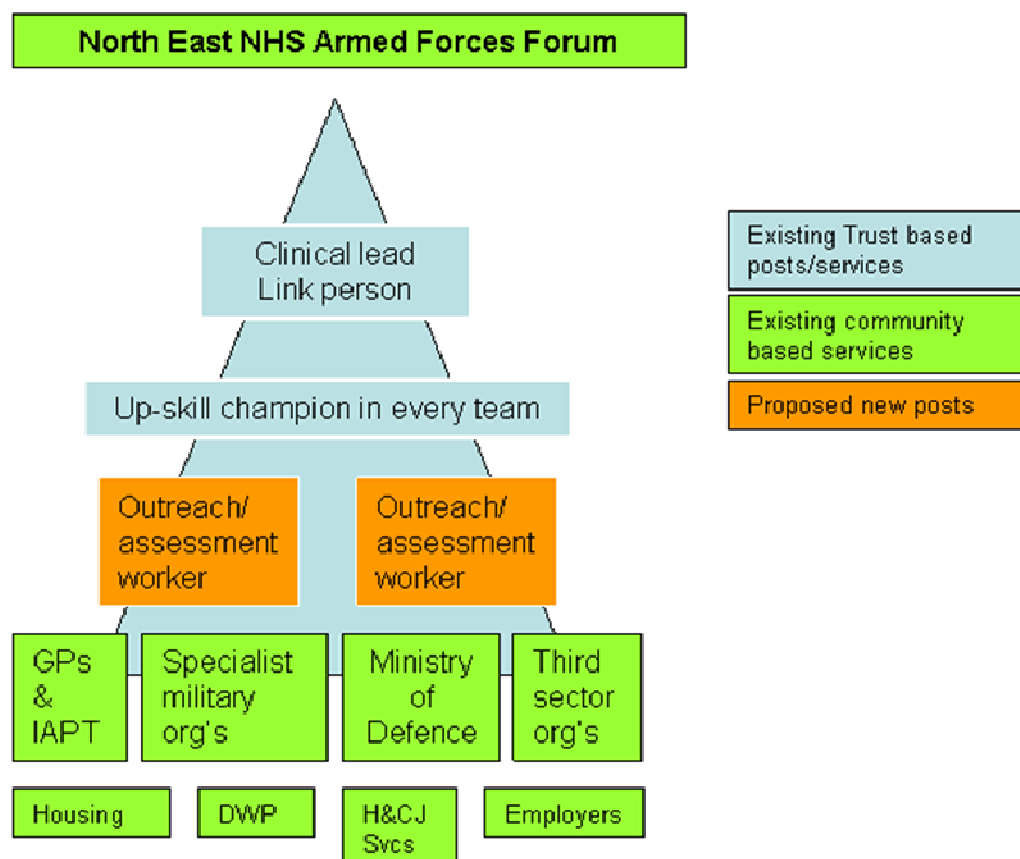 North East NHS Armed Forces Forum
Clinical lead
Link person
Existing Trust based
posts/services
Existing community
based services
Proposed new posts
Up-skill champion in every team
Outreach/
assessment
worker
Outreach/
assessment
worker
GPs
&
IAPT
Specialist
military
org's
Ministry
of
Defence
Third
sector
org's
Housing
DWP
H&CJ
Svcs
Employers